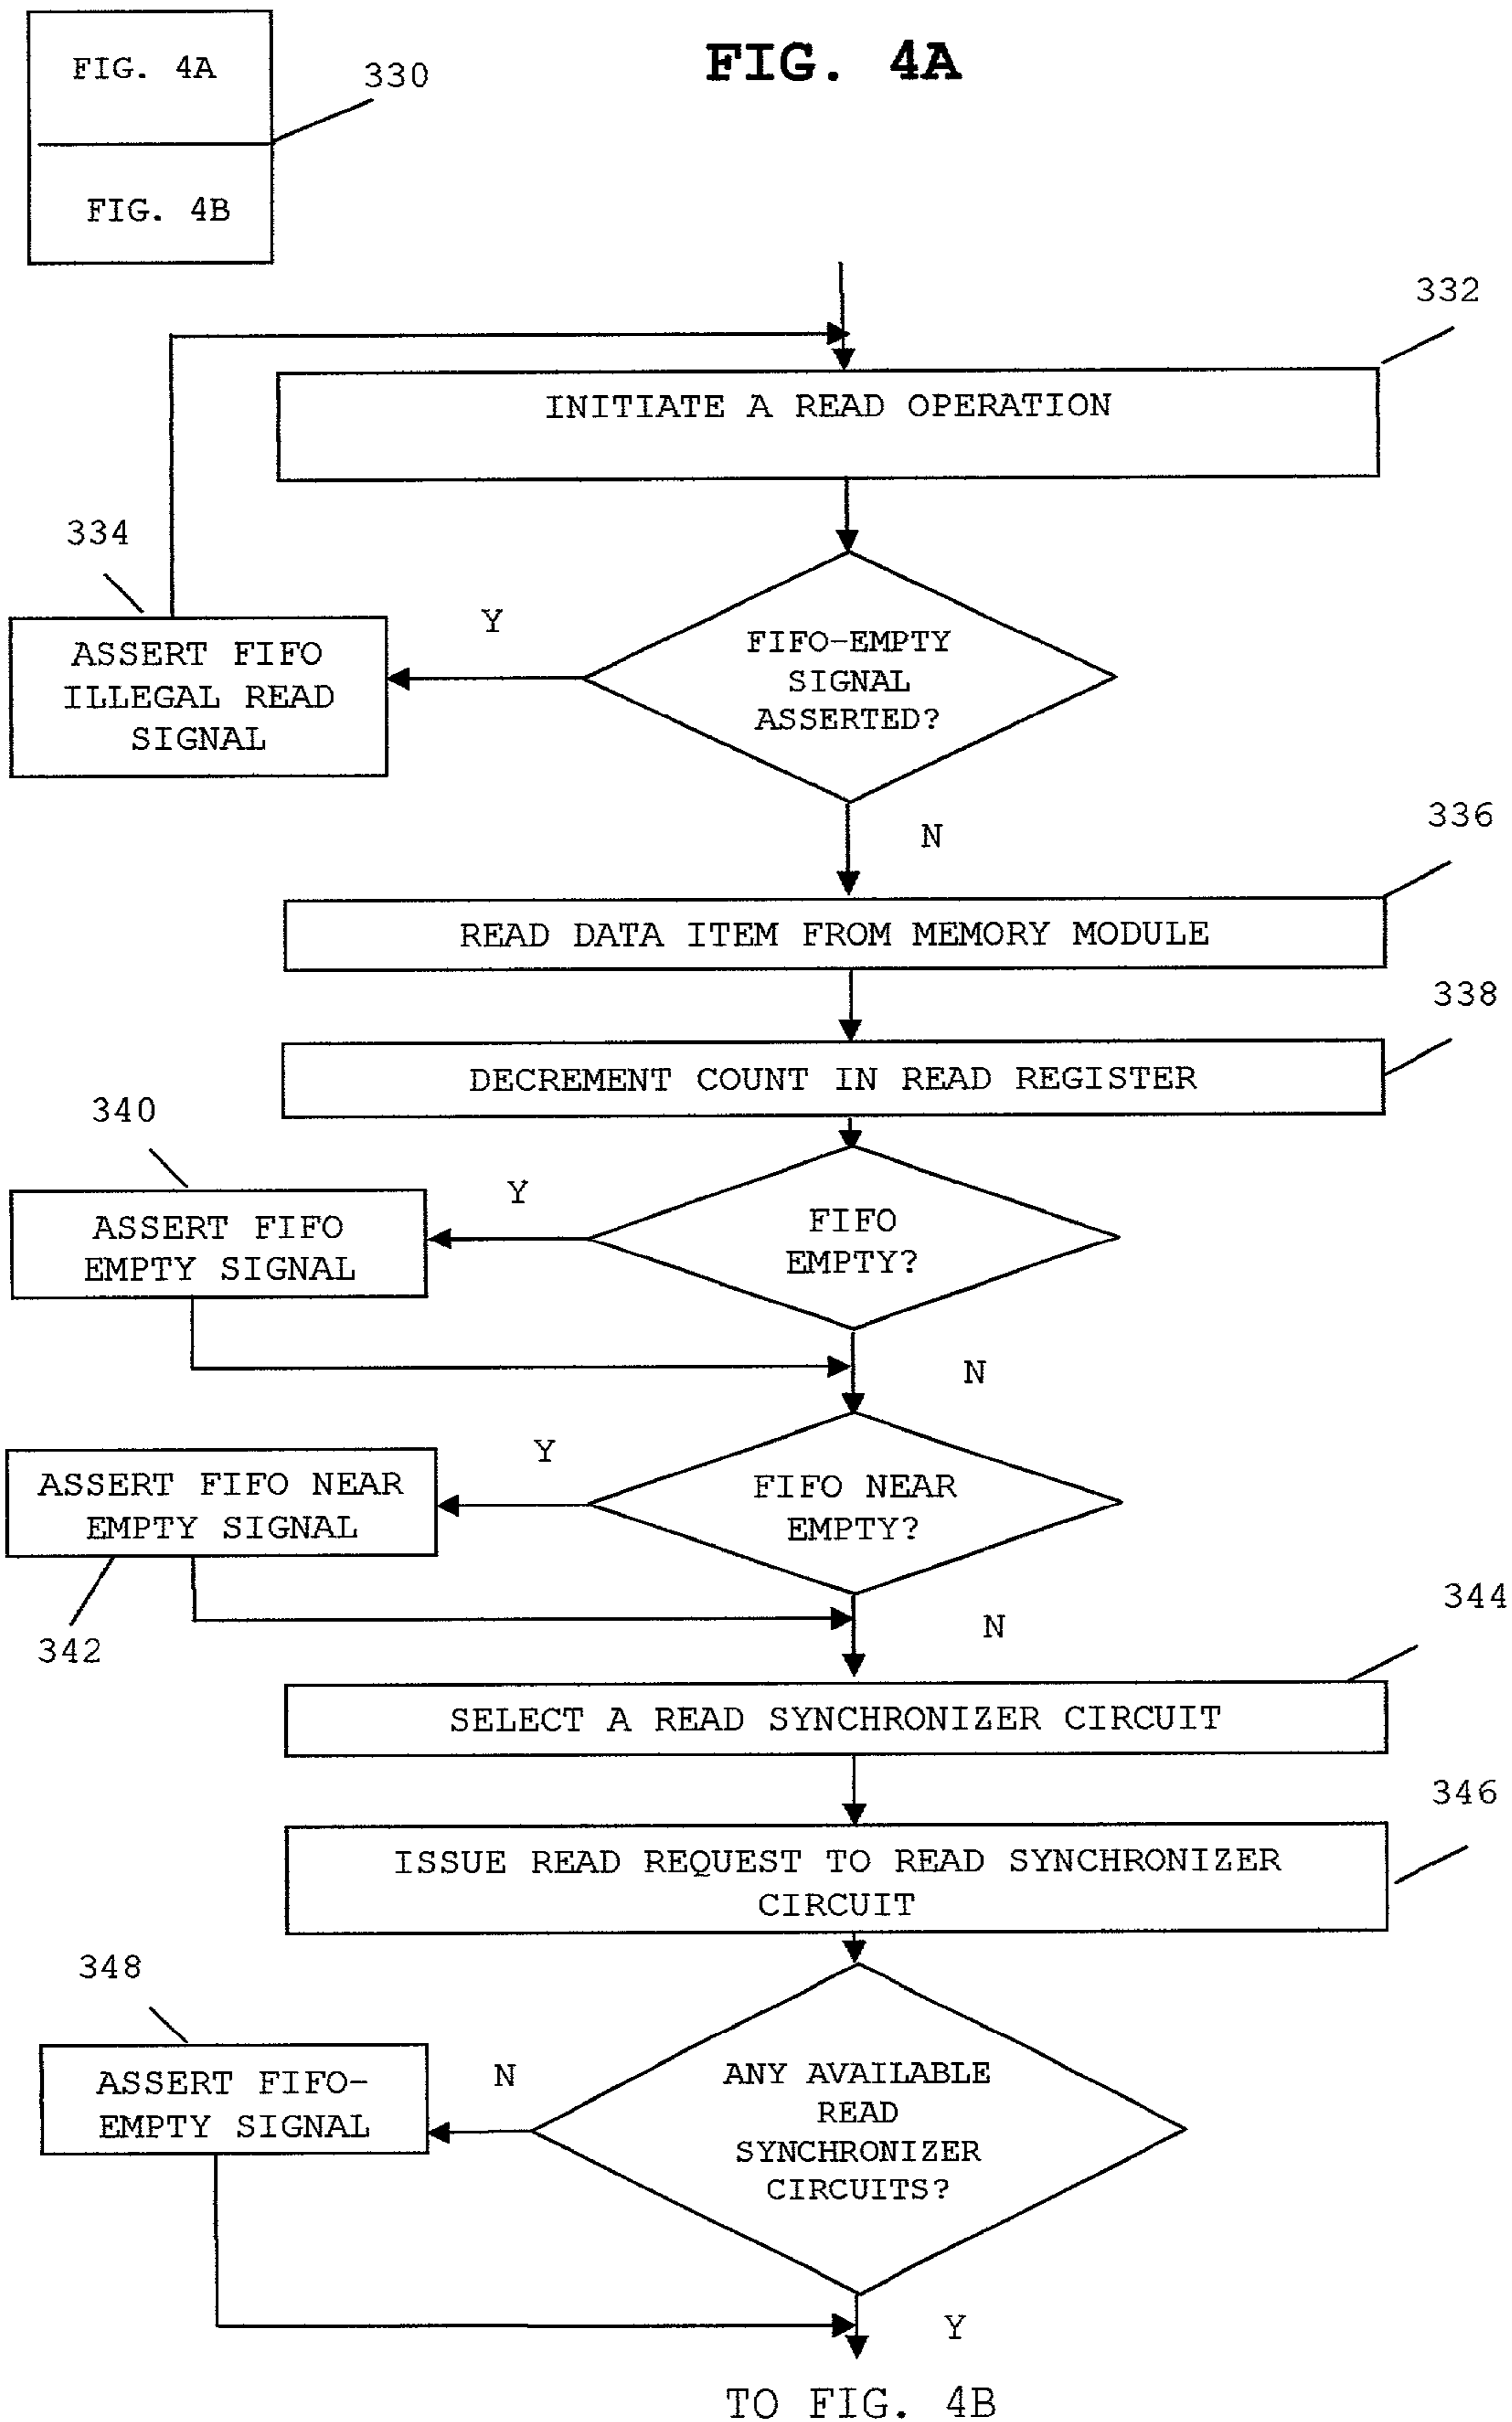 FIG. 4A
FIG. 4A
330
FIG. 4B
332
INITIATE A READ OPERATION
334
Y
ASSERT FIFO
ILLEGAL READ
SIGNAL
FIFO-EMPTY
SIGNAL
ASSERTED?
N
336
READ DATA ITEM FROM MEMORY MODULE
338
DECREMENT COUNT IN READ REGISTER
340
Y
ASSERT FIFO
EMPTY SIGNAL
FIFO
EMPTY?
N
Y
ASSERT FIFO NEAR
EMPTY SIGNAL
FIFO NEAR
EMPTY?
342
N
344
SELECT A READ SYNCHRONIZER CIRCUIT
346
ISSUE READ REQUEST TO READ SYNCHRONIZER
CIRCUIT
348
N
ASSERT FIFO-
EMPTY SIGNAL
ANY AVAILABLE
READ
SYNCHRONIZER
CIRCUITS?
Y
TO FIG. 4B